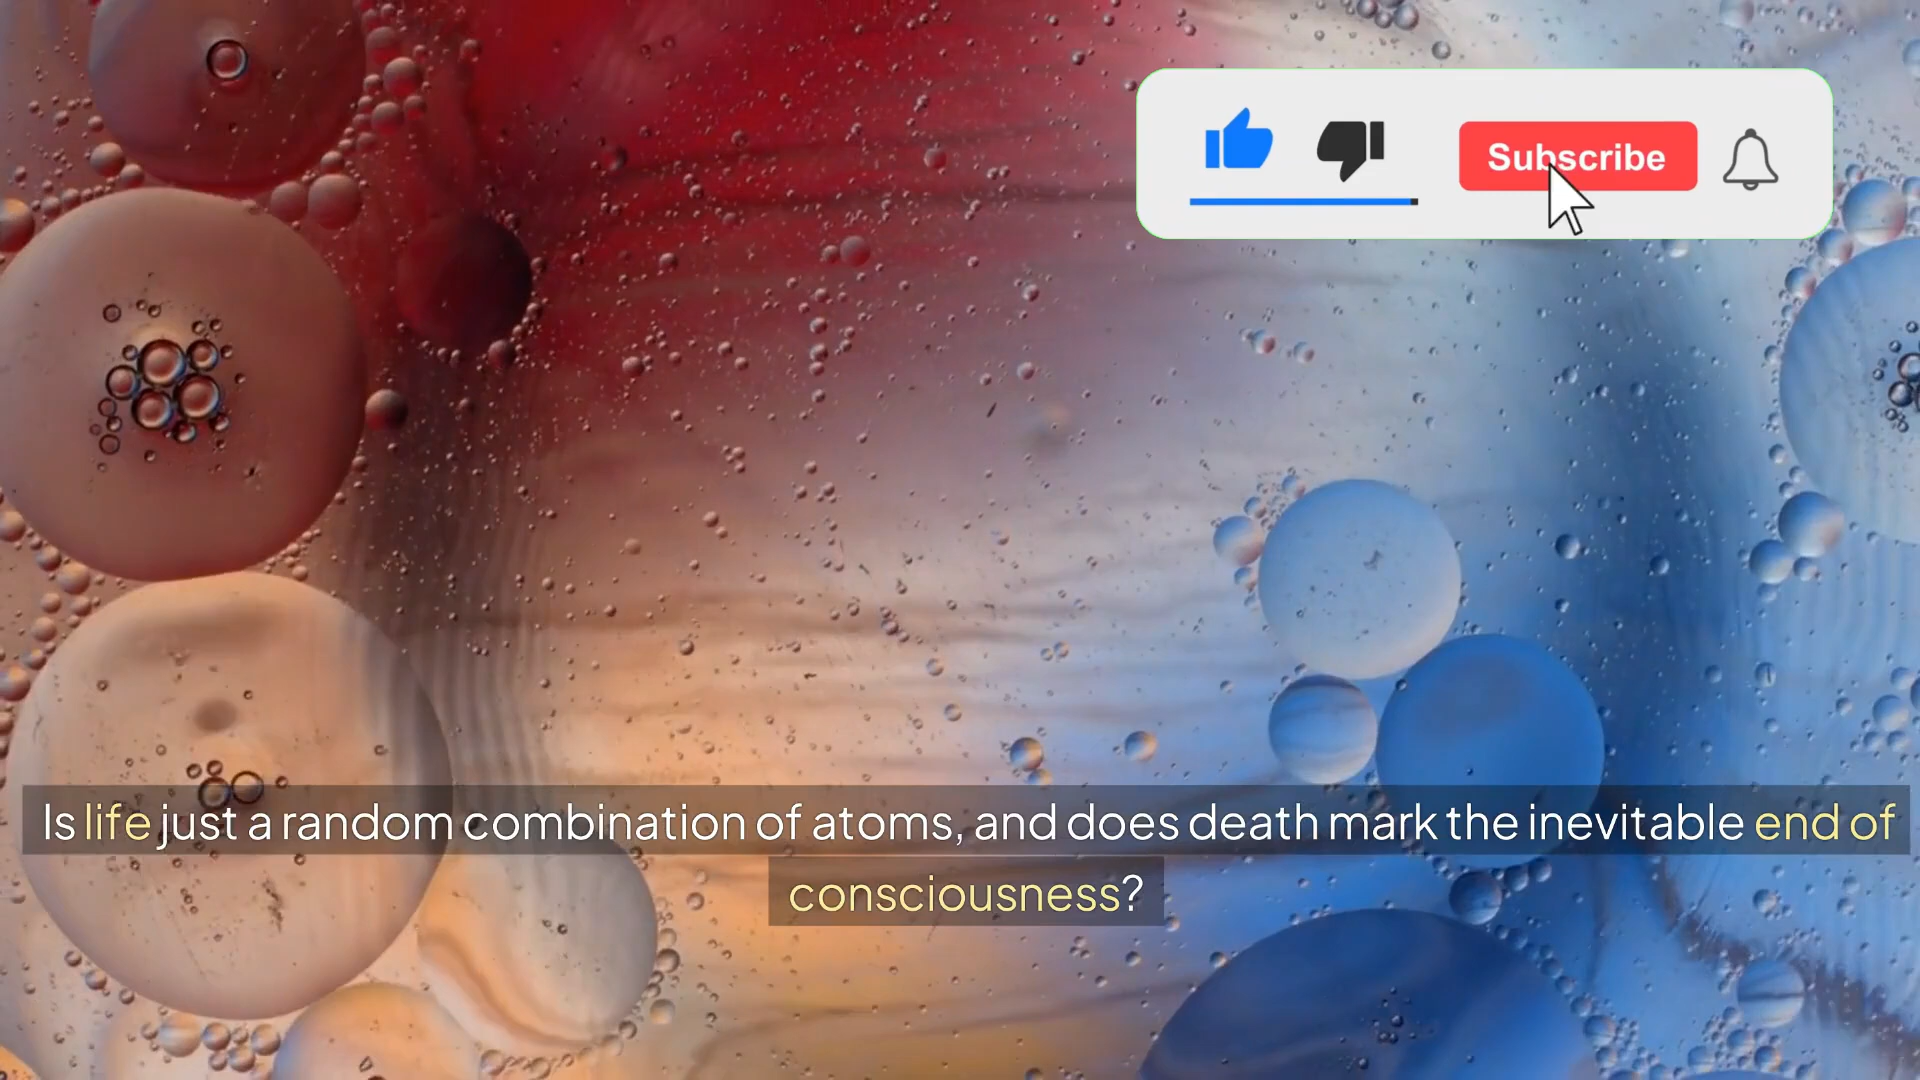 Subscribe
Is life just a random combination of atoms, and does death mark the inevitable end of
consciousness?